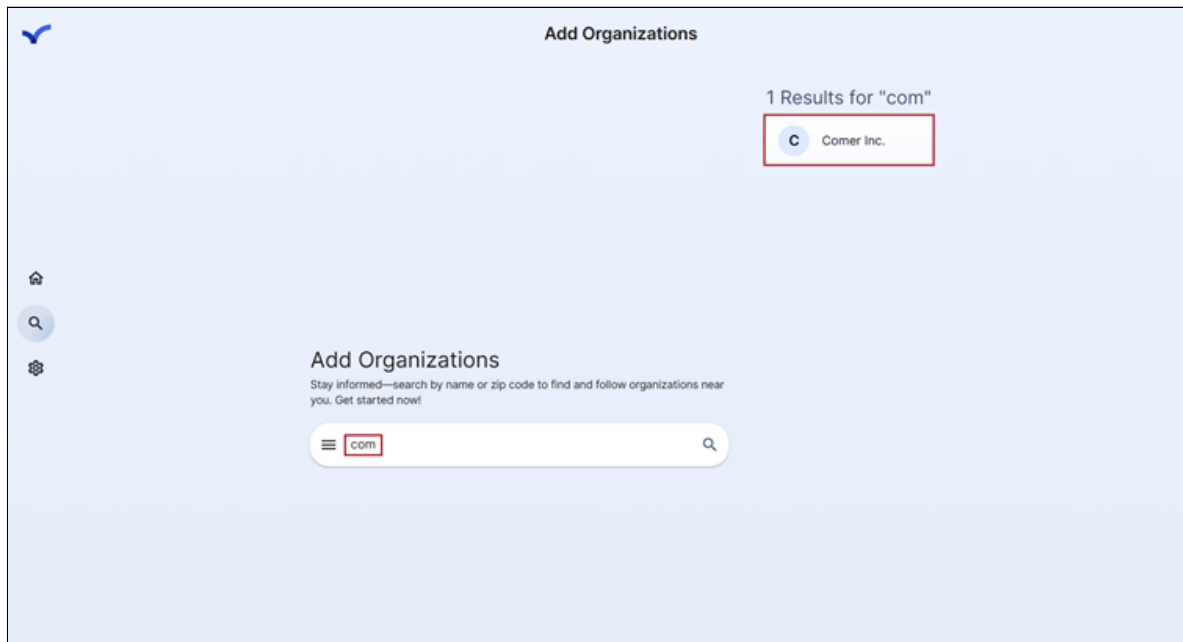 Add Organizations
1 Results for "com"
C Comer Inc.
Add Organizations
Stay informed—search by name or zip code to find and follow organizations near
you. Get started now!
com